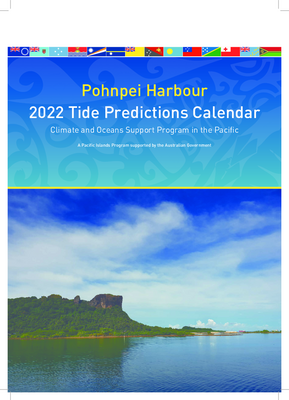 Pohnpei Harbour
2022 Tide Predictions Calendar
Climate and Oceans Support Program in the Pacific
A Pacific Islands Program supported by the Australian Government